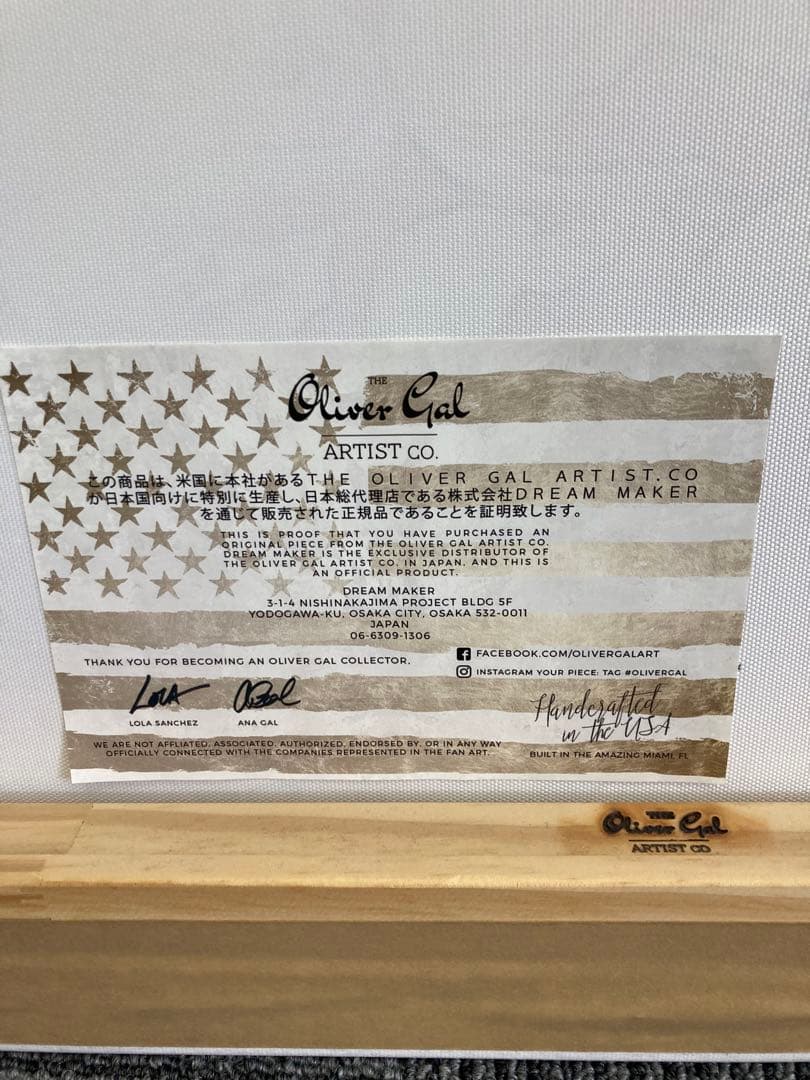 THE
Oliver Gal
ARTIST CO.
この商品は、米国に本社があるTHE OLIVER GAL ARTIST.CO
が日本国向けに特別に生産し、日本総代理店である株式会社DREAM MAKER
を通じて販売された正規品であることを証明致します。
THIS IS PROOF THAT YOU HAVE PURCHASED AN
ORIGINAL PIECE FROM THE OLIVER GAL ARTIST CO.
DREAM MAKER IS THE EXCLUSIVE DISTRIBUTOR OF
THE OLIVER GAL ARTIST CO. IN JAPAN. AND THIS IS
AN OFFICIAL PRODUCT.
DREAM MAKER
3-1-4 NISHINAKAJIMA PROJECT BLDG 5F
YODOGAWA-KU, OSAKA CITY, OSAKA 532-0011
JAPAN
06-6309-1306
THANK YOU FOR BECOMING AN OLIVER GAL COLLECTOR.
FACEBOOK.COM/OLIVERGALART
INSTAGRAM YOUR PIECE: TAG #OLIVERGAL
LOLA SANCHEZ
ANA GAL
Handcrafted
in the USA
WE ARE NOT AFFLIATED, ASSOCIATED, AUTHORIZED, ENDORSED BY, OR IN ANY WAY
OFFICIALLY CONNECTED WITH THE COMPANIES REPRESENTED IN THE FAN ART.
BUILT IN THE AMAZING MIAMI, FL
THE
Oliver Gal
ARTIST CO